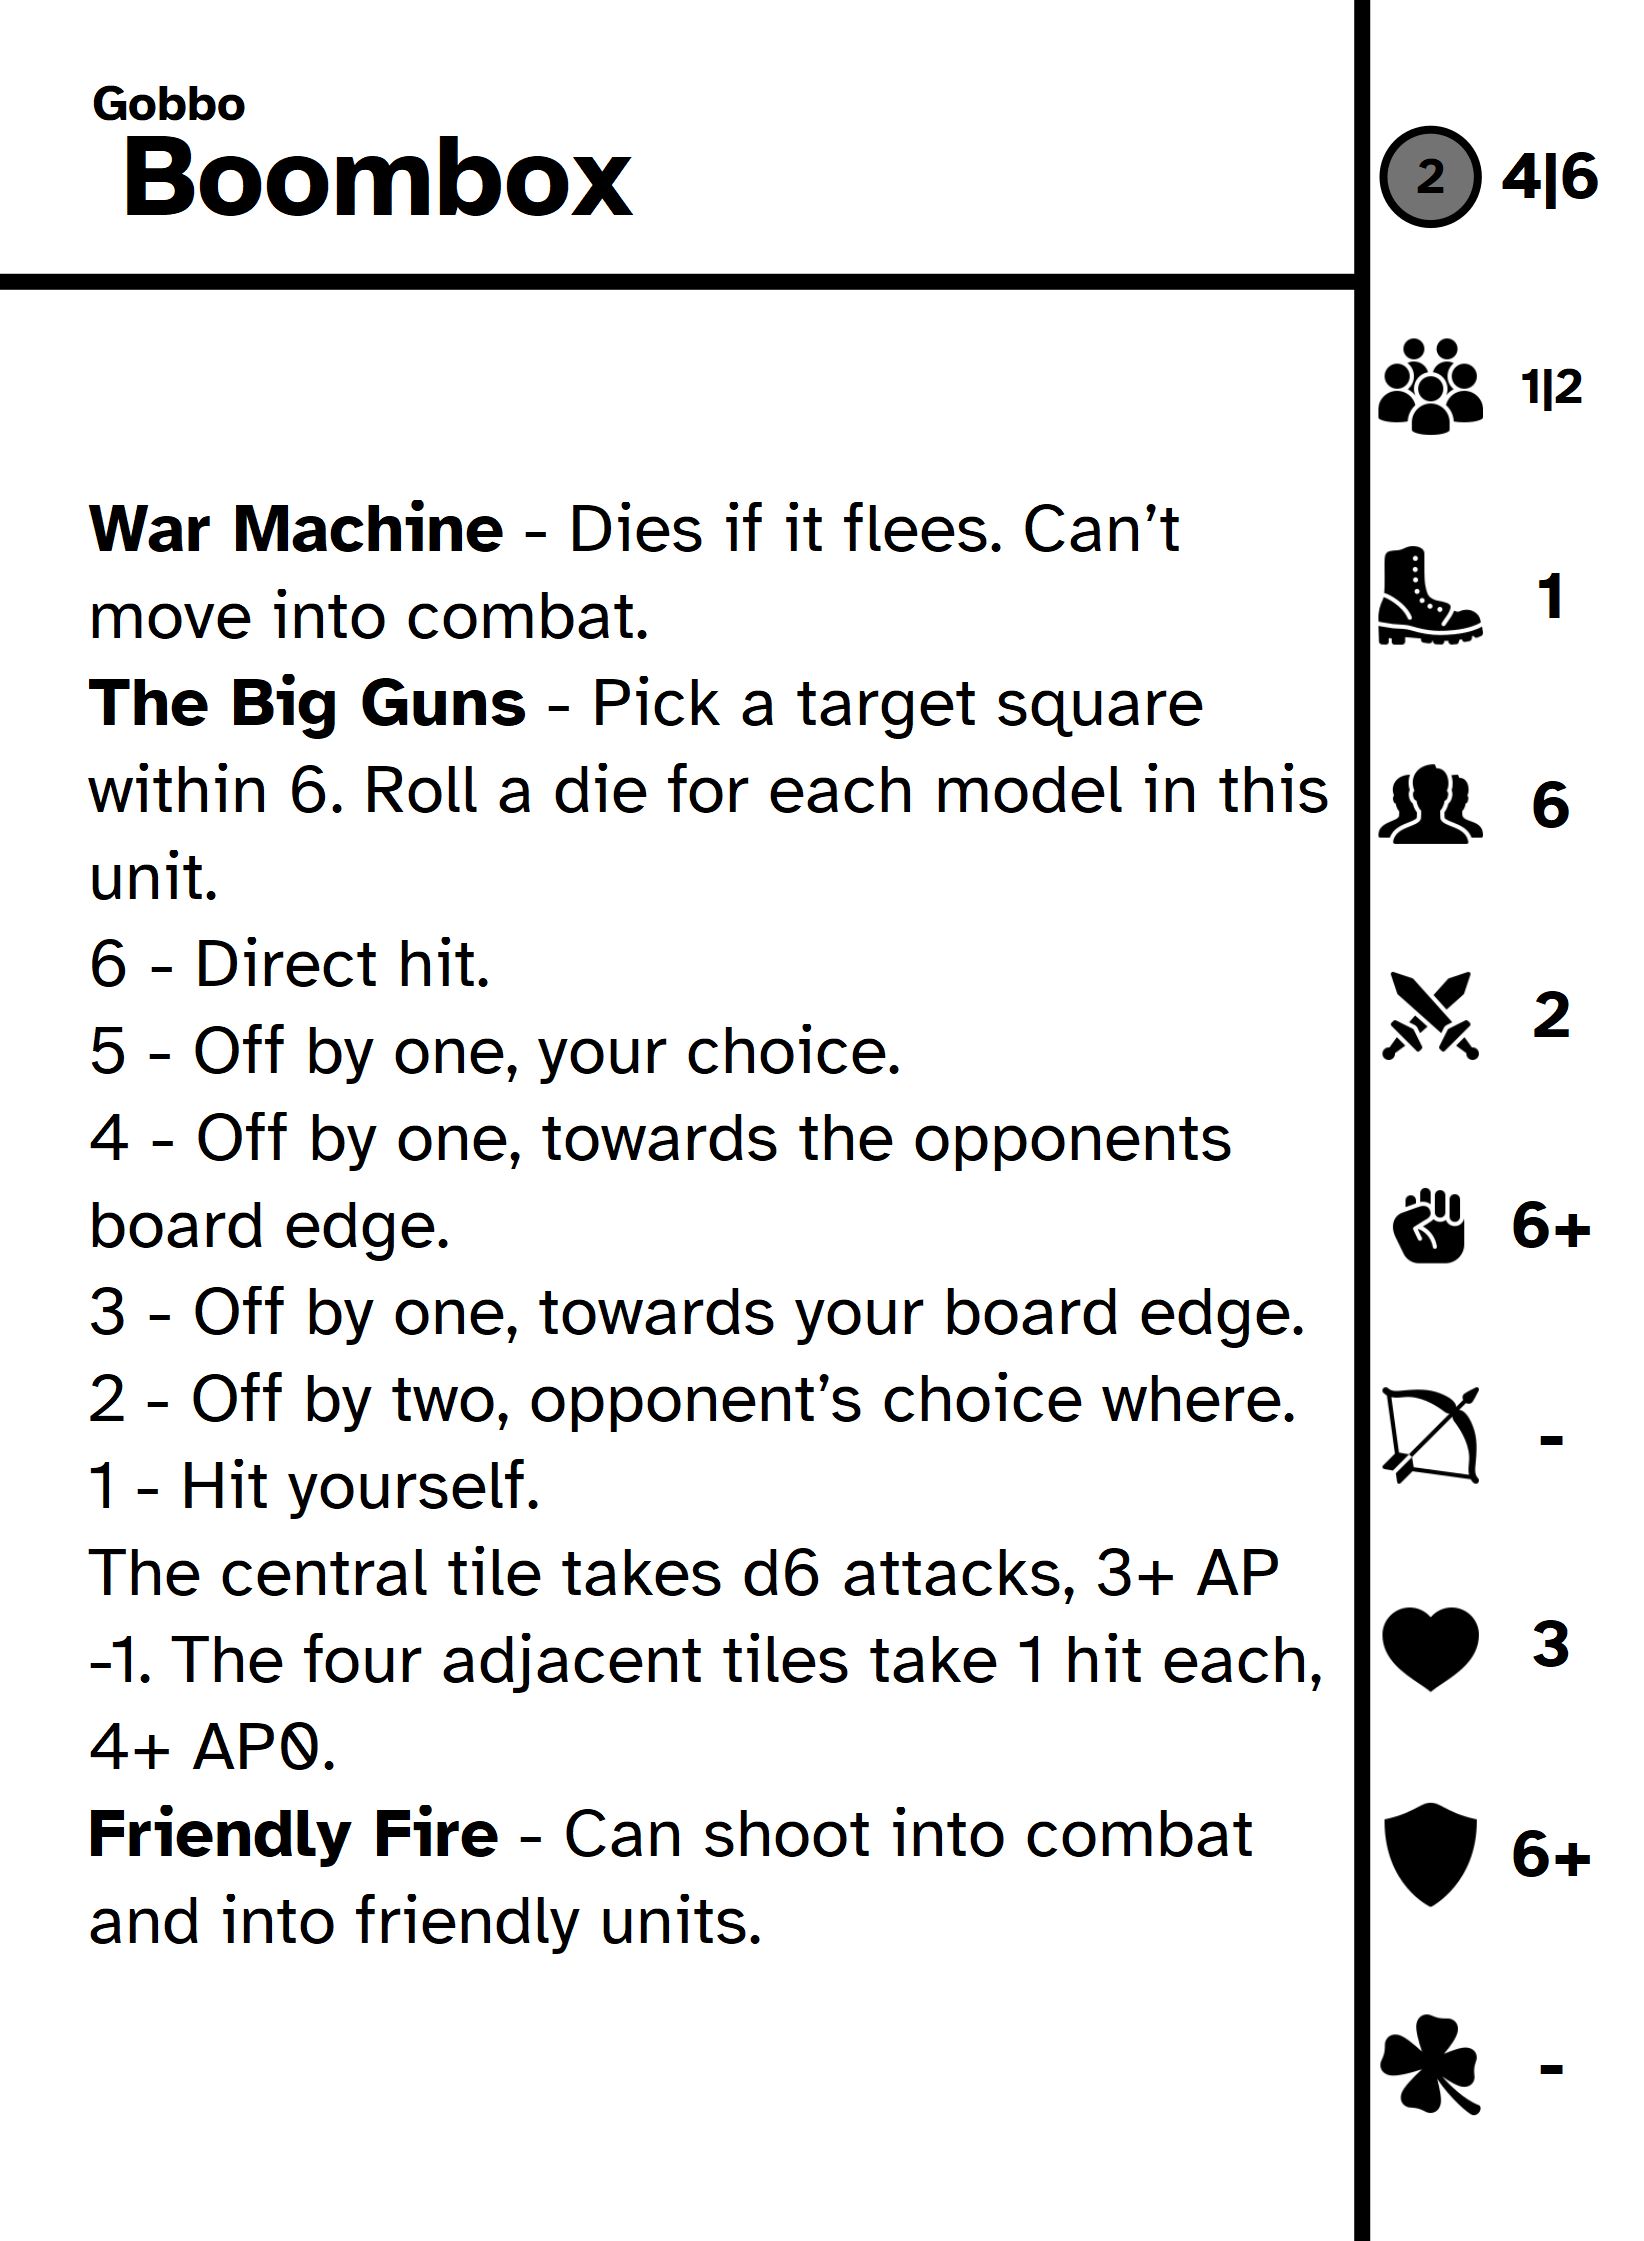 Gobbo
Boombox
2 4|6
1|2
1
6
2
6+
-
3
6+
-
War Machine - Dies if it flees. Can’t
move into combat.
The Big Guns - Pick a target square
within 6. Roll a die for each model in this
unit.
6 - Direct hit.
5 - Off by one, your choice.
4 - Off by one, towards the opponents
board edge.
3 - Off by one, towards your board edge.
2 - Off by two, opponent’s choice where.
1 - Hit yourself.
The central tile takes d6 attacks, 3+ AP
-1. The four adjacent tiles take 1 hit each,
4+ AP0.
Friendly Fire - Can shoot into combat
and into friendly units.